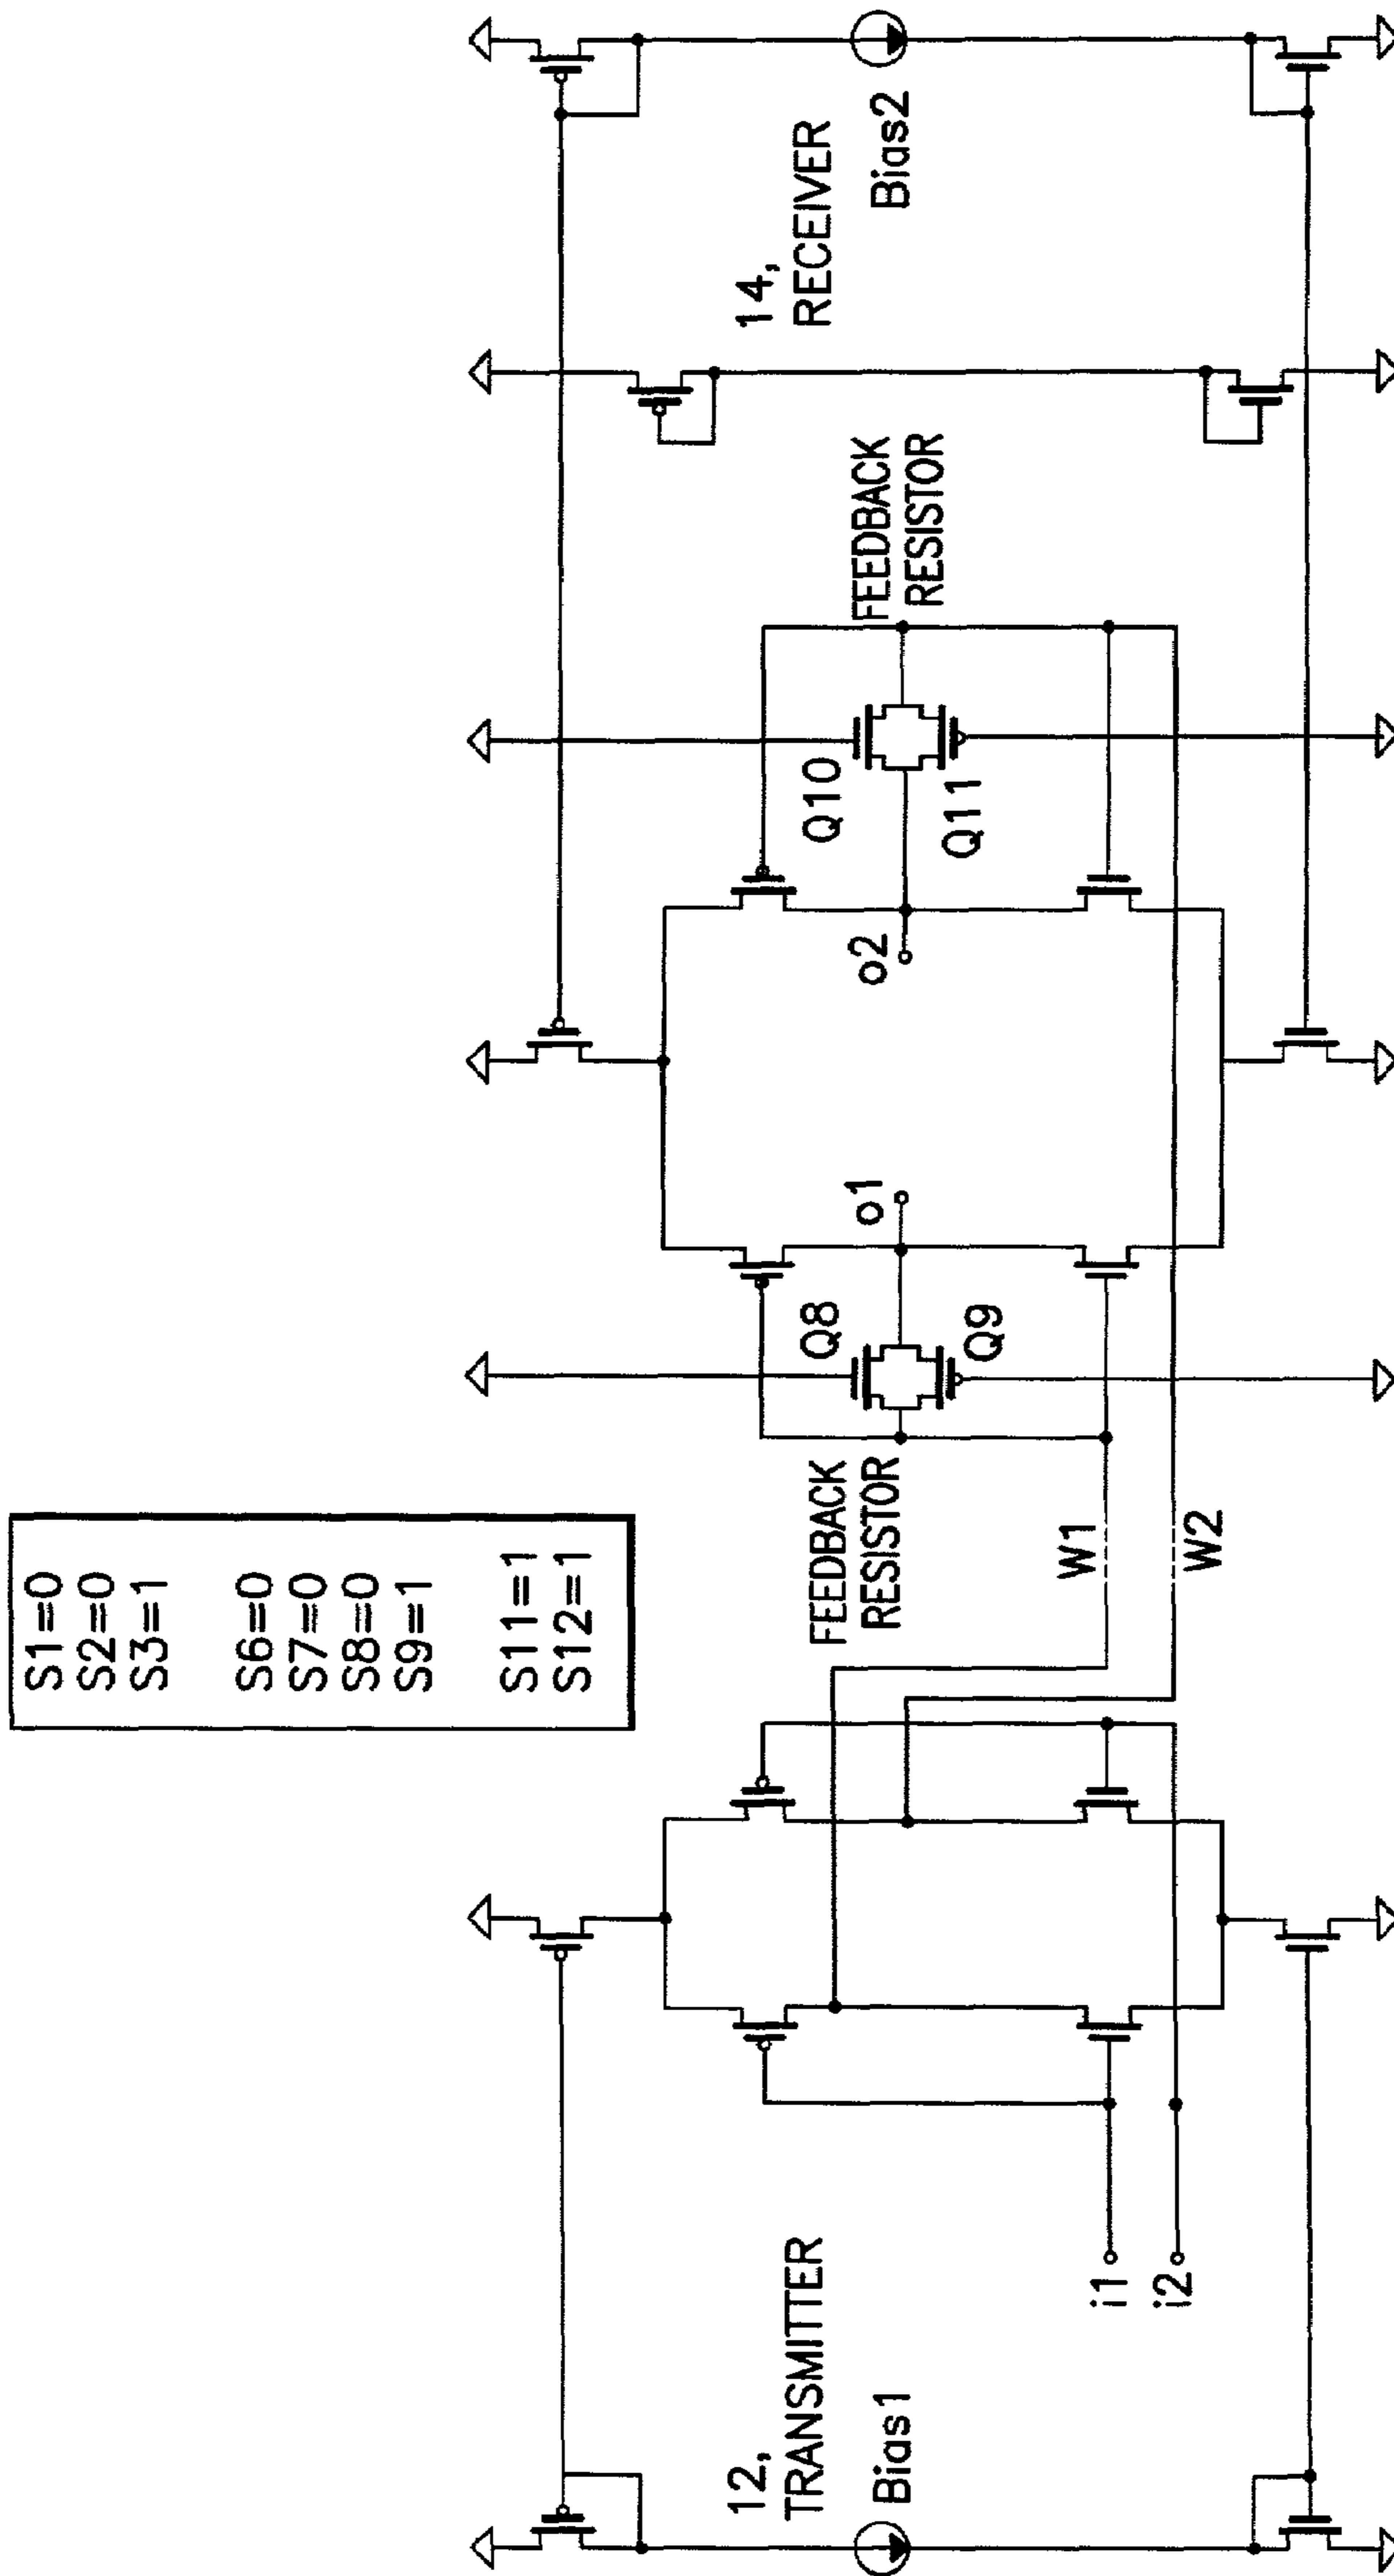 S1=0
S2=0
S3=1
S6=0
S7=0
S8=0
S9=1
S11=1
S12=1
12,
TRANSMITTER
Bias1
i1
i2
FEEDBACK
RESISTOR
W1
W2
Q8
Q9
o1
o2
Q10
Q11
FEEDBACK
RESISTOR
14,
RECEIVER
Bias2